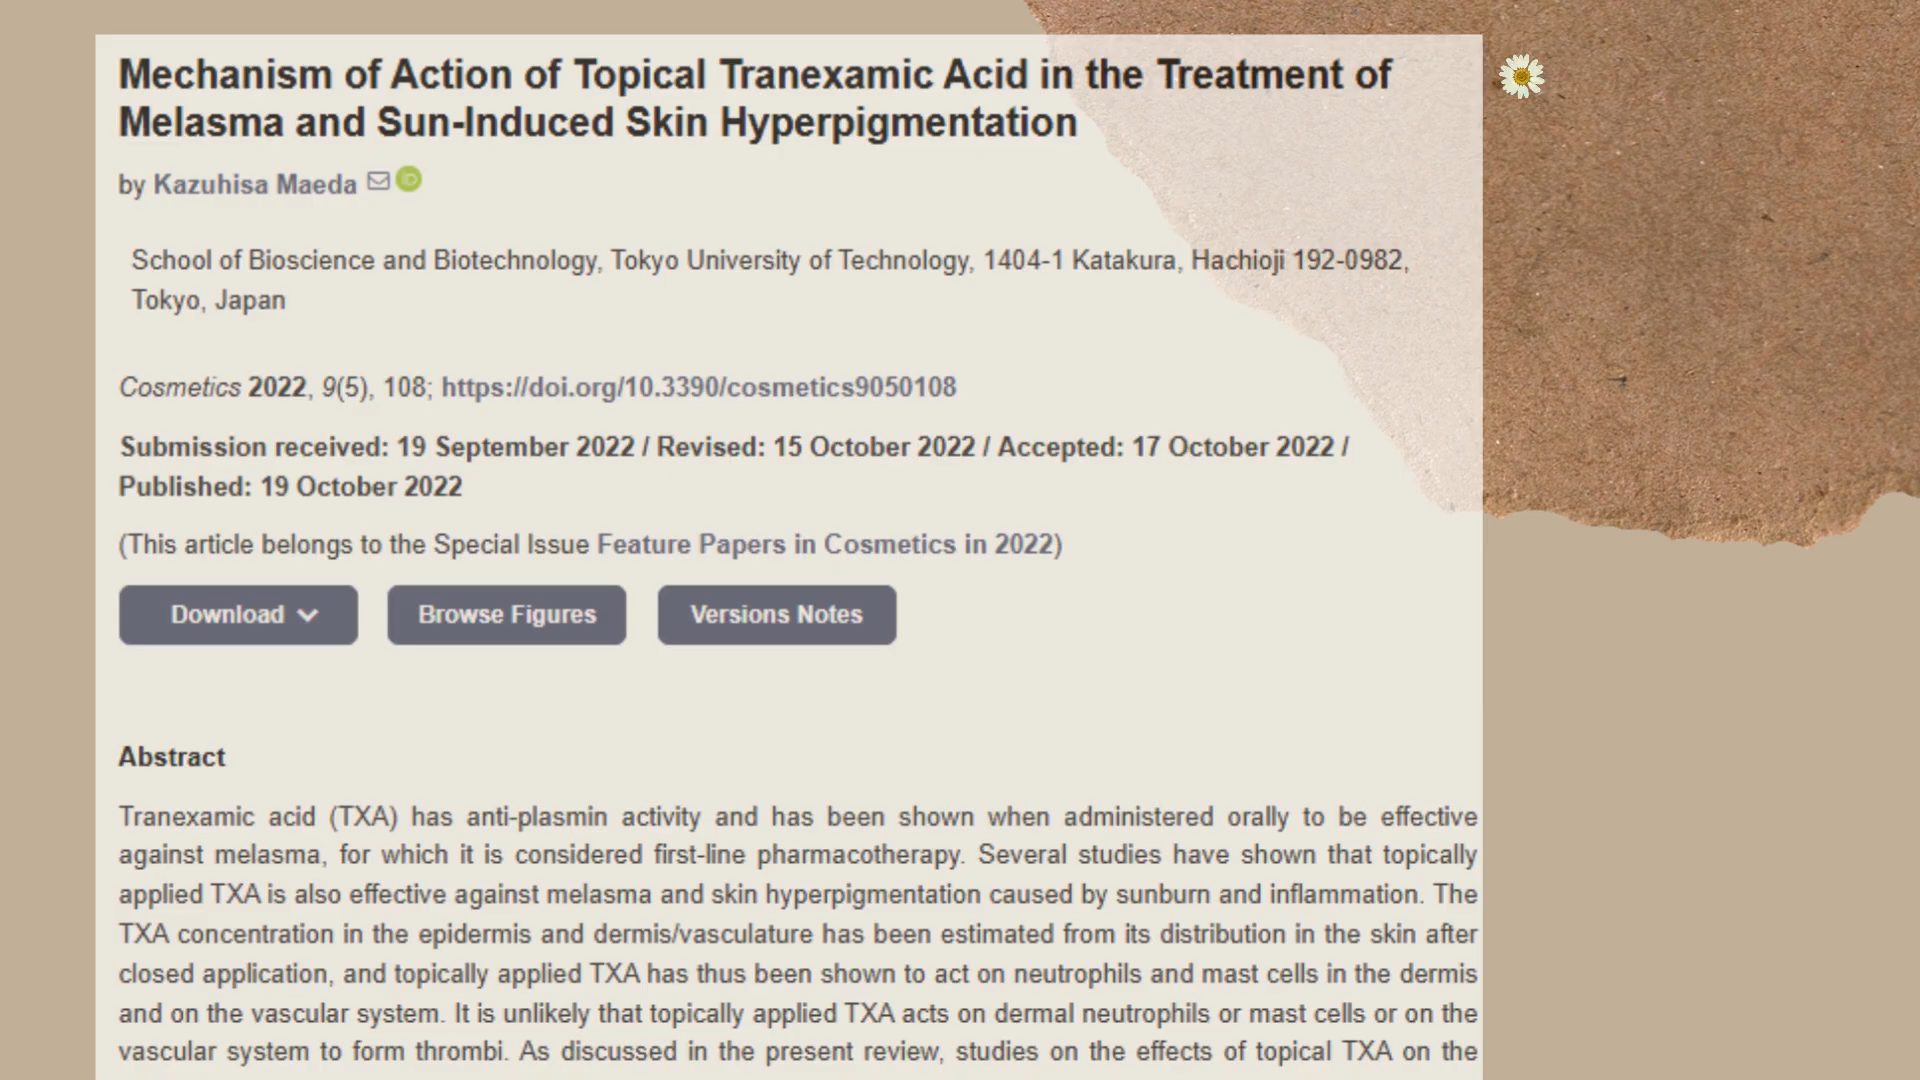 Mechanism of Action of Topical Tranexamic Acid in the Treatment of
Melasma and Sun-Induced Skin Hyperpigmentation
by Kazuhisa Maeda
School of Bioscience and Biotechnology, Tokyo University of Technology, 1404-1 Katakura, Hachioji 192-0982,
Tokyo, Japan
Cosmetics 2022, 9(5), 108; https://doi.org/10.3390/cosmetics9050108
Submission received: 19 September 2022 / Revised: 15 October 2022 / Accepted: 17 October 2022 /
Published: 19 October 2022
(This article belongs to the Special Issue Feature Papers in Cosmetics in 2022)
Download Browse Figures Versions Notes
Abstract
Tranexamic acid (TXA) has anti-plasmin activity and has been shown when administered orally to be effective
against melasma, for which it is considered first-line pharmacotherapy. Several studies have shown that topically
applied TXA is also effective against melasma and skin hyperpigmentation caused by sunburn and inflammation. The
TXA concentration in the epidermis and dermis/vasculature has been estimated from its distribution in the skin after
closed application, and topically applied TXA has thus been shown to act on neutrophils and mast cells in the dermis
and on the vascular system. It is unlikely that topically applied TXA acts on dermal neutrophils or mast cells or on the
vascular system to form thrombi. As discussed in the present review, studies on the effects of topical TXA on the